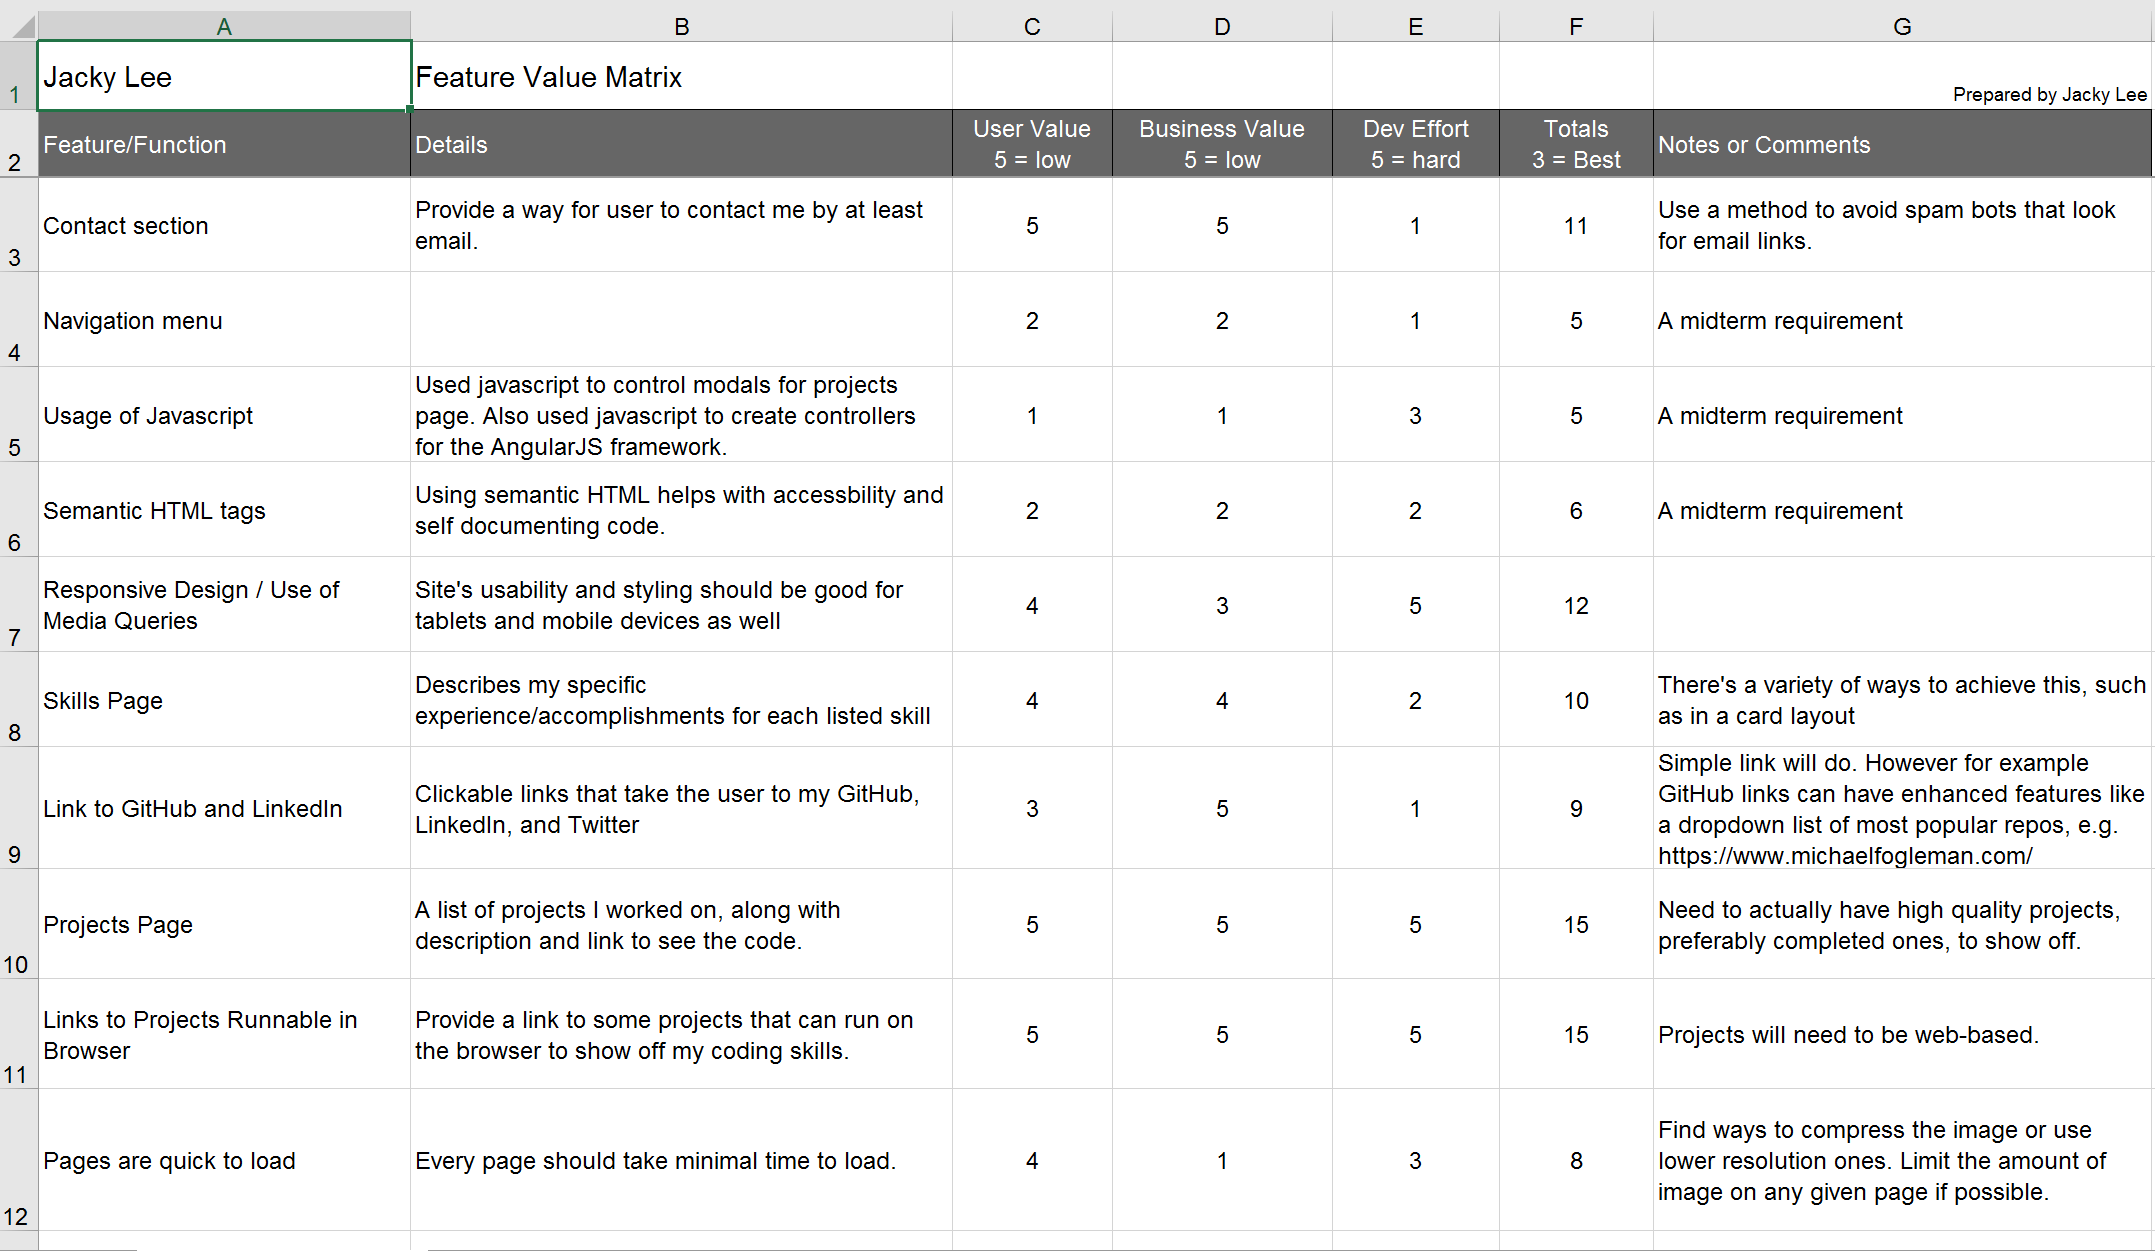 A B C D E F G
1 Jacky Lee Feature Value Matrix Prepared by Jacky Lee
2 Feature/Function Details User Value Business Value Dev Effort Totals Notes or Comments
5 = low 5 = low 5 = hard 3 = Best
3 Contact section Provide a way for user to contact me by at least 5 5 1 11 Use a method to avoid spam bots that look
email. for email links.
4 Navigation menu 2 2 1 5 A midterm requirement
Used javascript to control modals for projects
5 Usage of Javascript page. Also used javascript to create controllers 1 1 3 5 A midterm requirement
for the AngularJS framework.
6 Semantic HTML tags Using semantic HTML helps with accessbility and 2 2 2 6 A midterm requirement
self documenting code.
7 Responsive Design / Use of Site's usability and styling should be good for 4 3 5 12
Media Queries tablets and mobile devices as well
8 Skills Page Describes my specific 4 4 2 10 There's a variety of ways to achieve this, such
experience/accomplishments for each listed skill as in a card layout
Simple link will do. However for example
9 Link to GitHub and LinkedIn Clickable links that take the user to my GitHub, 3 5 1 9 GitHub links can have enhanced features like
LinkedIn, and Twitter a dropdown list of most popular repos, e.g.
https://www.michaelfogleman.com/
10 Projects Page A list of projects I worked on, along with 5 5 5 15 Need to actually have high quality projects,
description and link to see the code. preferably completed ones, to show off.
11 Links to Projects Runnable in Provide a link to some projects that can run on 5 5 5 15 Projects will need to be web-based.
Browser the browser to show off my coding skills.
Find ways to compress the image or use
12 Pages are quick to load Every page should take minimal time to load. 4 1 3 8 lower resolution ones. Limit the amount of
image on any given page if possible.